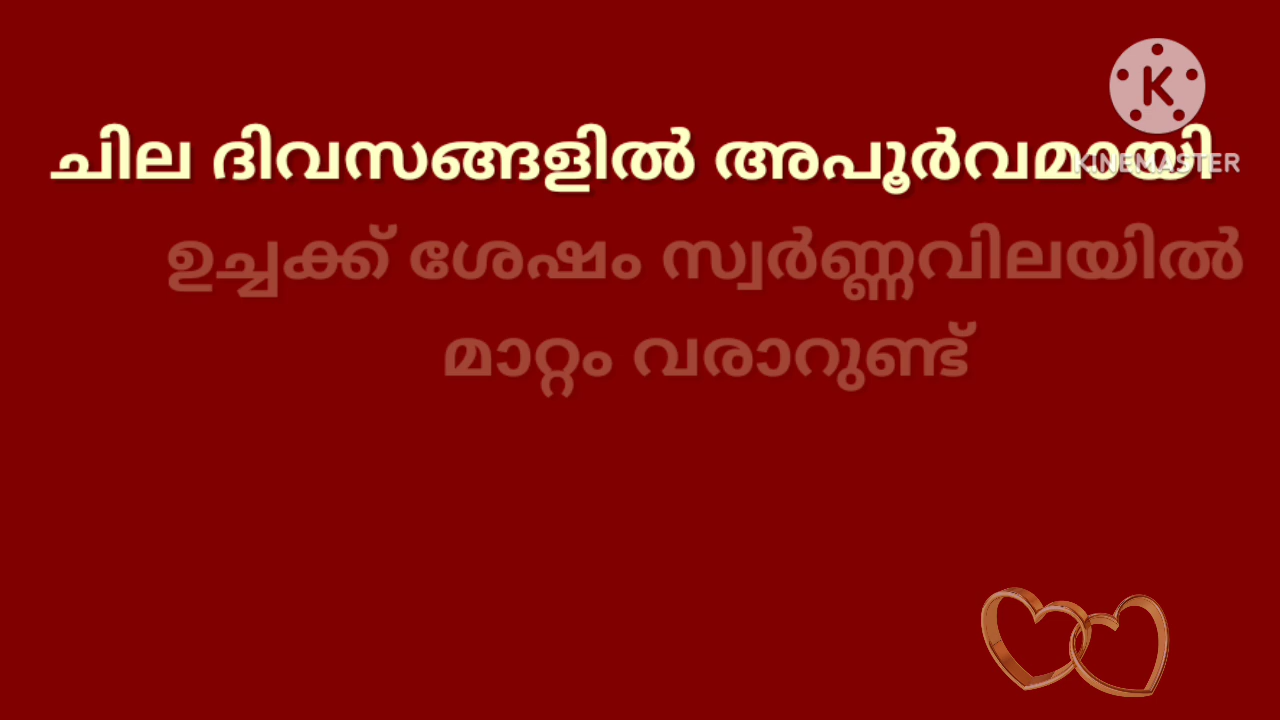 ചില ദിവസങ്ങളിൽ അപൂർവമായി
ഉച്ചക്ക് ശേഷം സ്വർണ്ണവിലയിൽ
മാറ്റം വരാറുണ്ട്
K
KINEMASTER